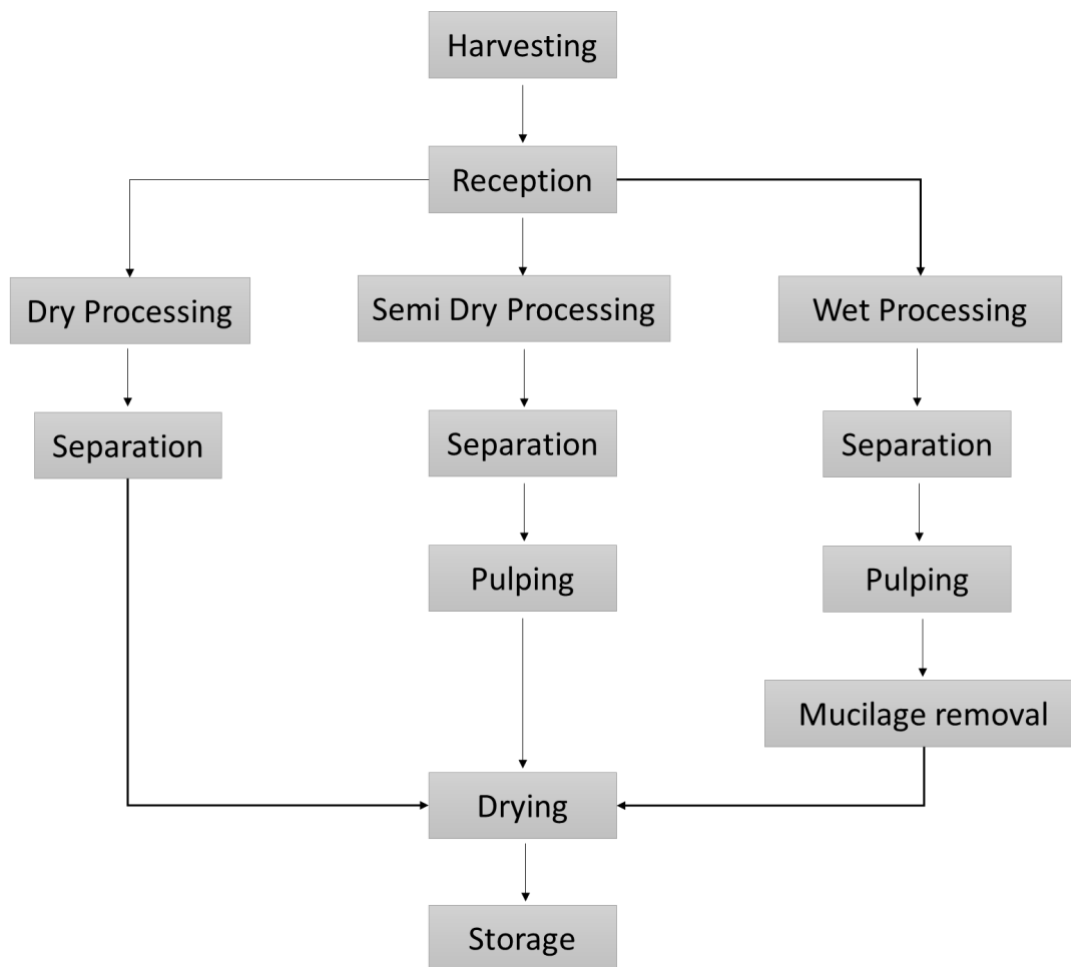 Harvesting
Reception
Dry Processing
Semi Dry Processing
Wet Processing
Separation
Separation
Separation
Pulping
Pulping
Mucilage removal
Drying
Storage